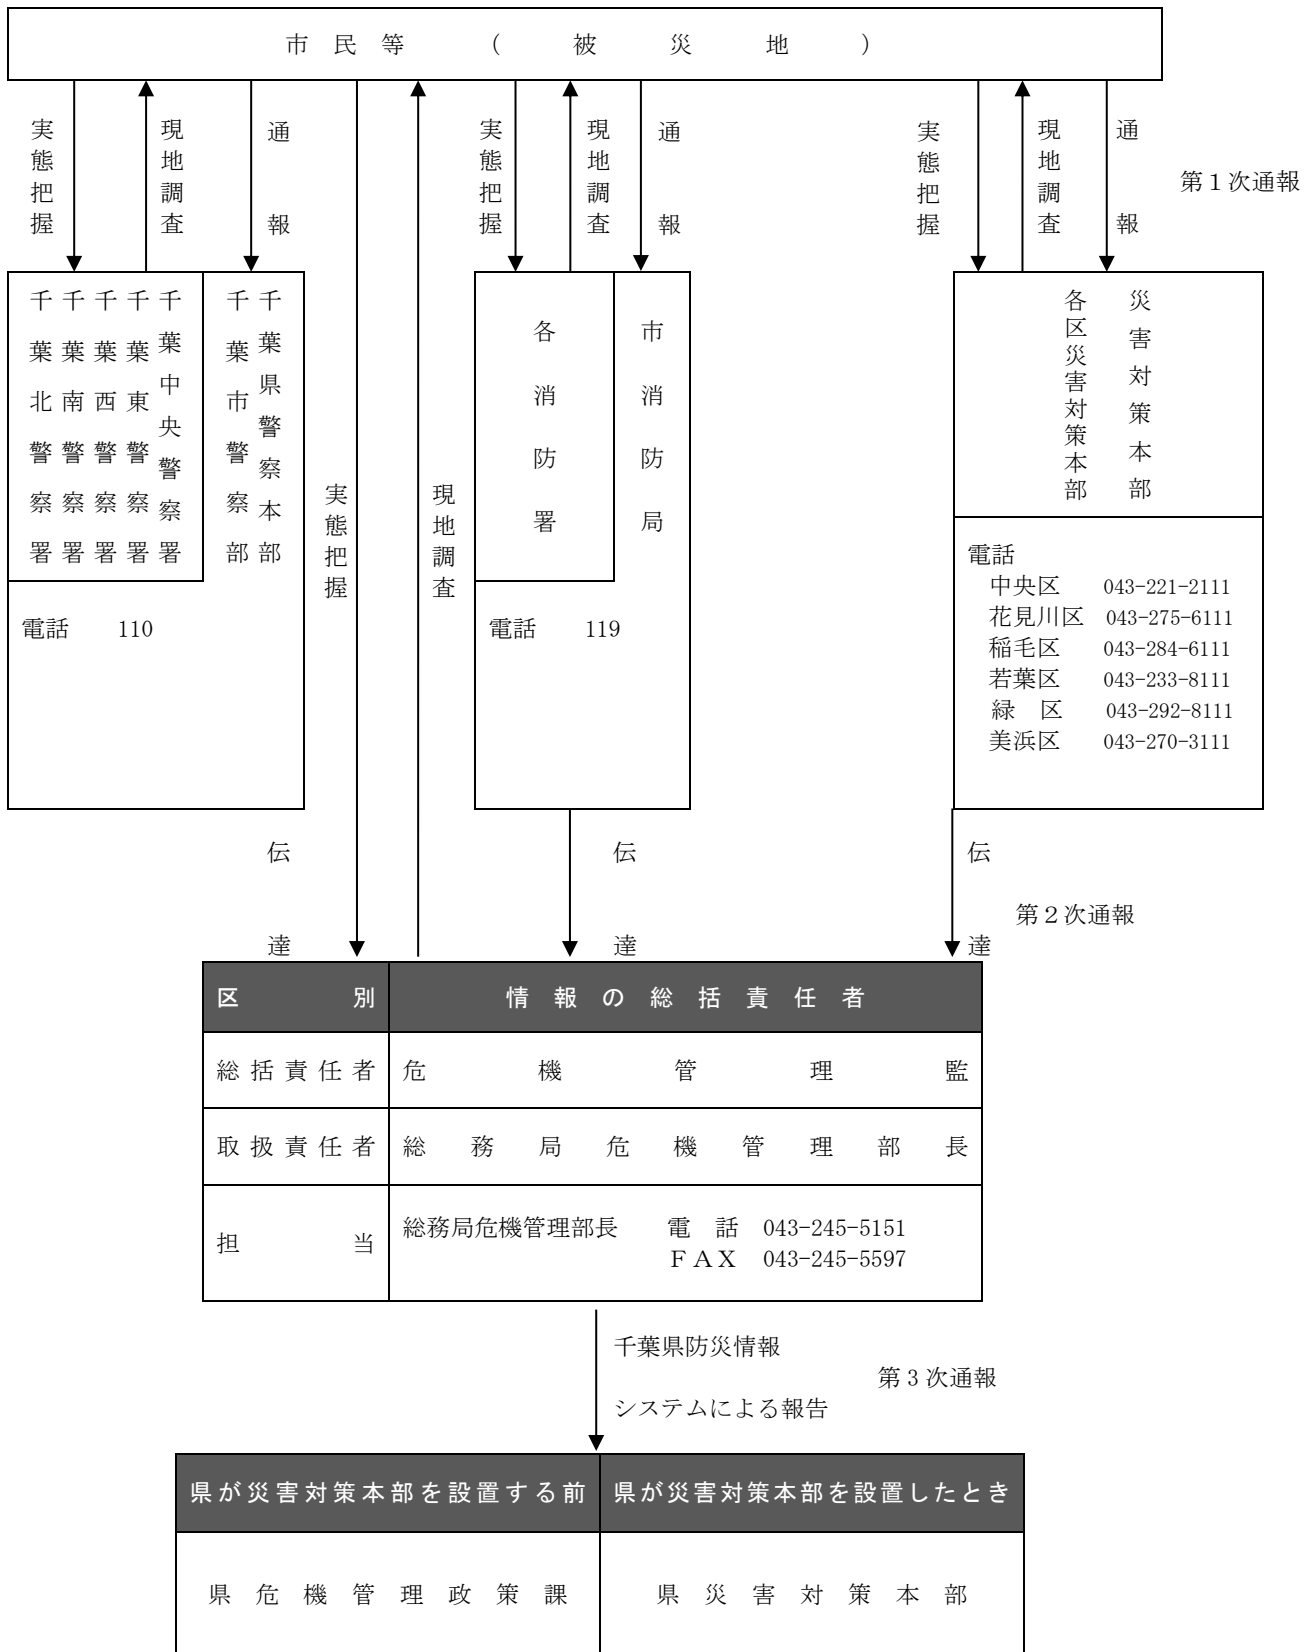 市民等（被災地）
実態把握
現地調査
通報
実態把握
現地調査
通報
実態把握
現地調査
通報
第１次通報
千葉中央警察署
千葉東警察署
千葉西警察署
千葉南警察署
千葉北警察署
千葉県警察本部
千葉市警察部
電話 110
実態把握
現地調査
市消防局
各消防署
電話 119
災害対策本部
各区災害対策本部
電話
中央区 043-221-2111
花見川区 043-275-6111
稲毛区 043-284-6111
若葉区 043-233-8111
緑　区 043-292-8111
美浜区 043-270-3111
伝達
伝達
伝達
第２次通報
区別 情報の総括責任者
総括責任者 危機管理監
取扱責任者 総務局危機管理部長
担当 総務局危機管理部長 電　話 043-245-5151
ＦＡＸ 043-245-5597
千葉県防災情報
システムによる報告
第３次通報
県が災害対策本部を設置する前 県が災害対策本部を設置したとき
県危機管理政策課 県災害対策本部